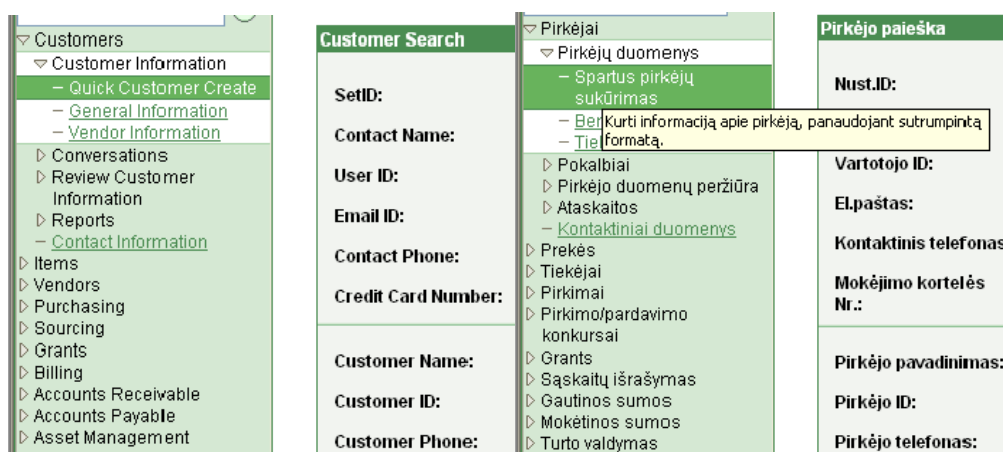 Customers
Customer Information
– Quick Customer Create
– General Information
– Vendor Information
Conversations
Review Customer
Information
Reports
– Contact Information
Items
Vendors
Purchasing
Sourcing
Grants
Billing
Accounts Receivable
Accounts Payable
Asset Management
Customer Search
SetID:
Contact Name:
User ID:
Email ID:
Contact Phone:
Credit Card Number:
Customer Name:
Customer ID:
Customer Phone:
Pirkėjai
Pirkėjų duomenys
– Spartus pirkėjų
sukūrimas
– Ber
– Tiel
Kurti informaciją apie pirkėją, panaudojant sutrumpintą
formatą.
Pokalbiai
Pirkėjo duomenų peržiūra
Ataskaitos
– Kontaktiniai duomenys
Prekės
Tiekėjai
Pirkimai
Pirkimo/pardavimo
konkursai
Grants
Sąskaitų išrašymas
Gautinos sumos
Mokėtinos sumos
Turto valdymas
Pirkėjo paieška
Nust.ID:
Vartotojo ID:
El.paštas:
Kontaktinis telefonas
Mokėjimo kortelės
Nr.:
Pirkėjo pavadinimas:
Pirkėjo ID:
Pirkėjo telefonas: